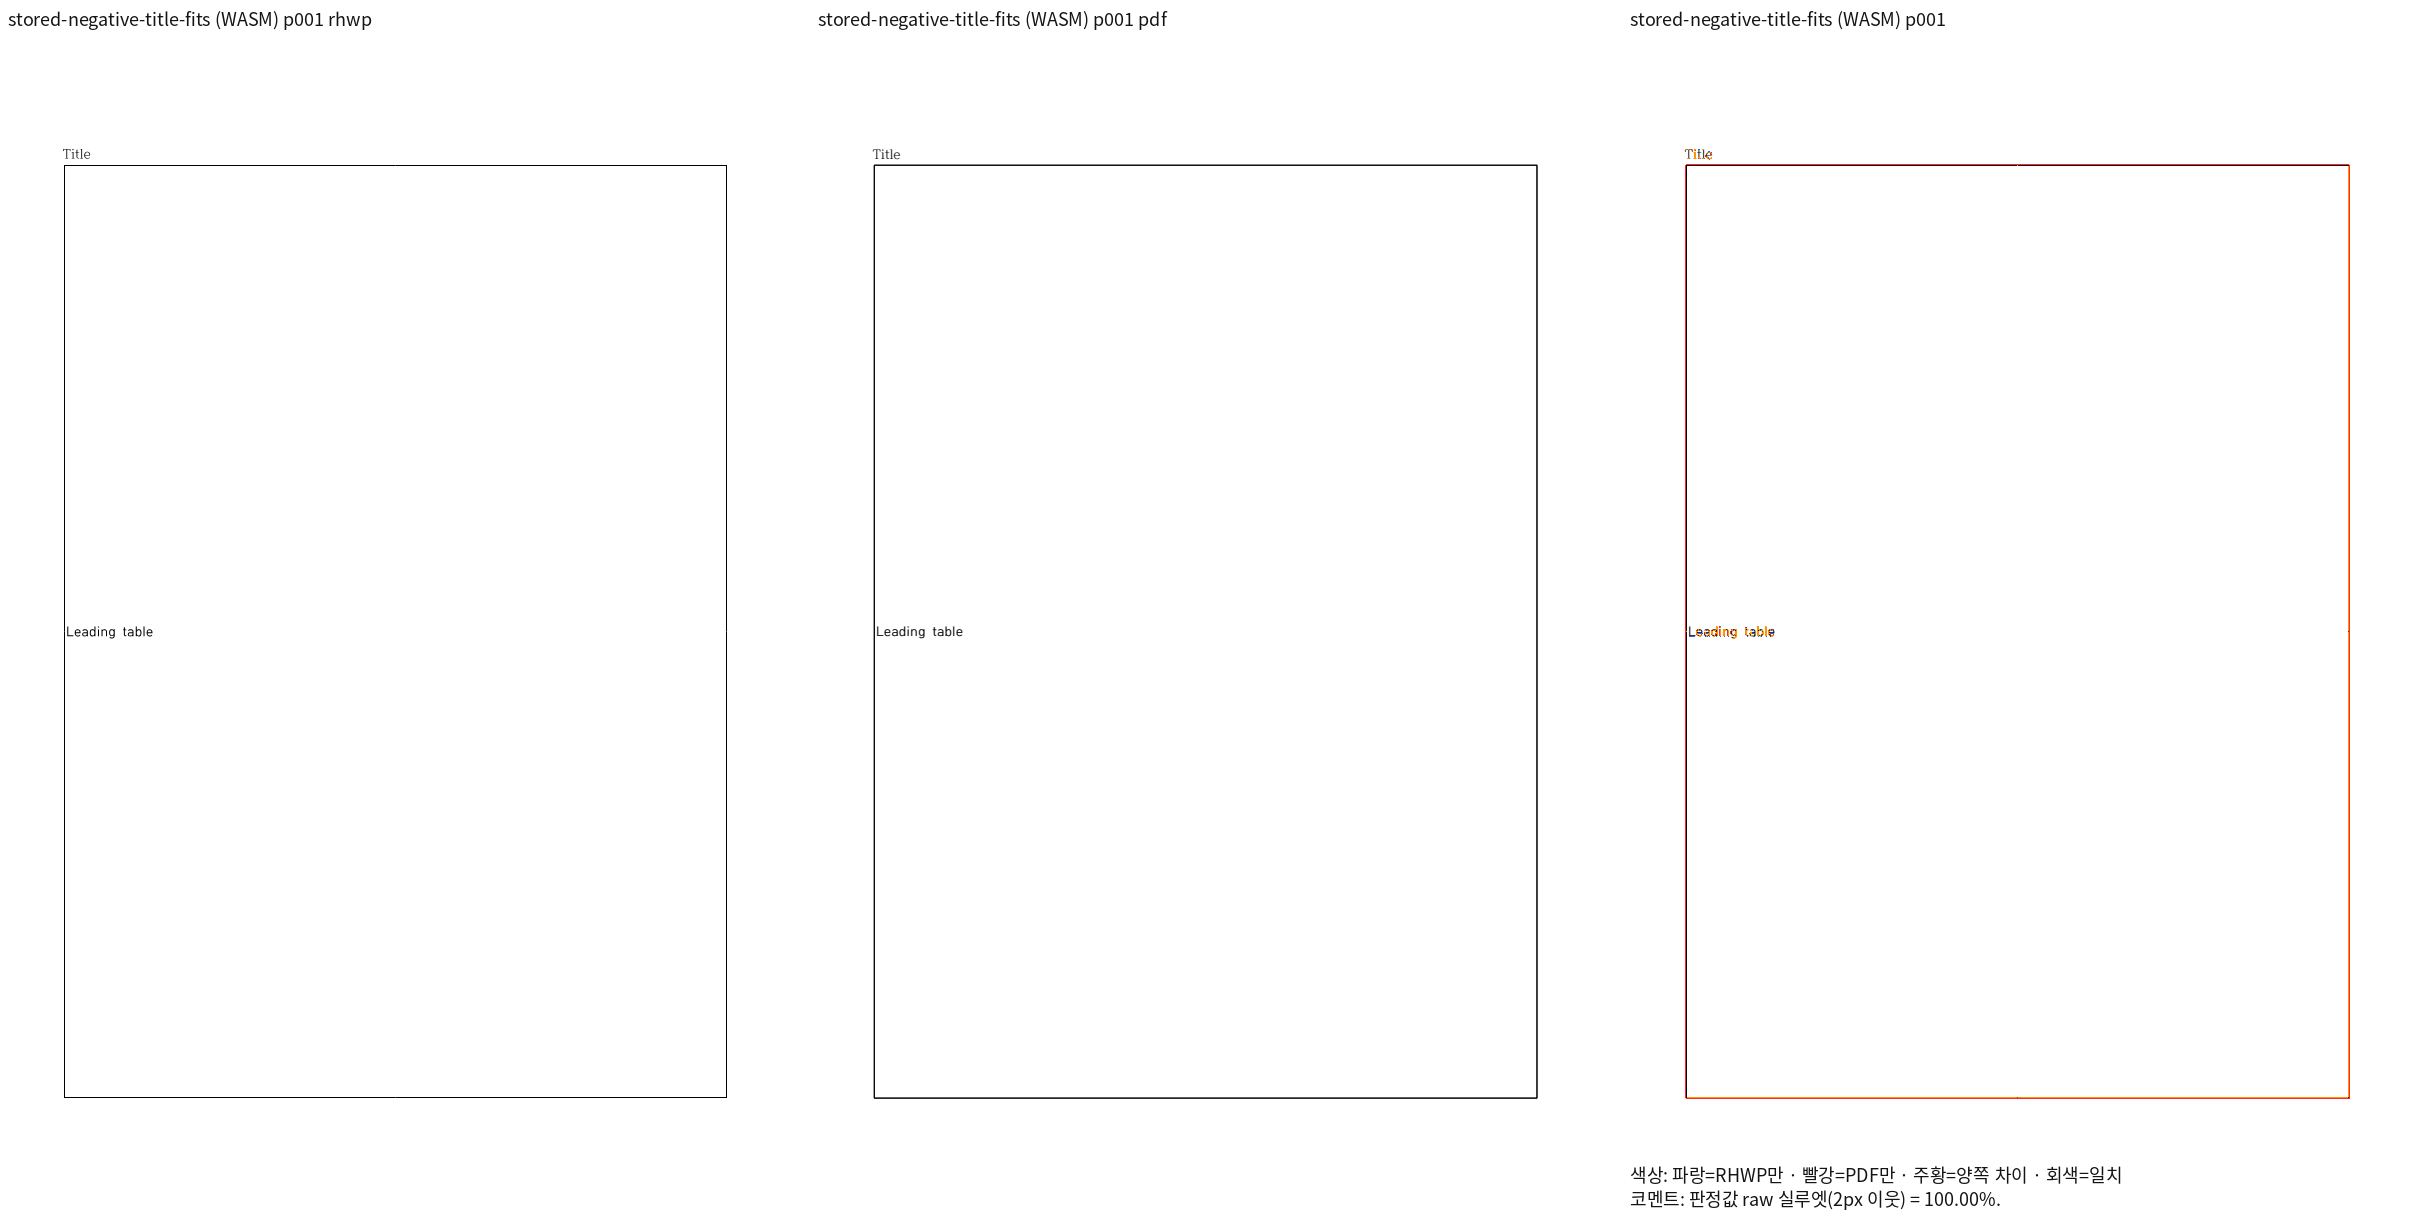 stored-negative-title-fits (WASM) p001 rhwp
Title
Leading table
stored-negative-title-fits (WASM) p001 pdf
Title
Leading table
stored-negative-title-fits (WASM) p001
Title
Leading table
색상: 파랑=RHWP만 · 빨강=PDF만 · 주황=양쪽 차이 · 회색=일치
코멘트: 판정값 raw 실루엣(2px 이웃) = 100.00%.